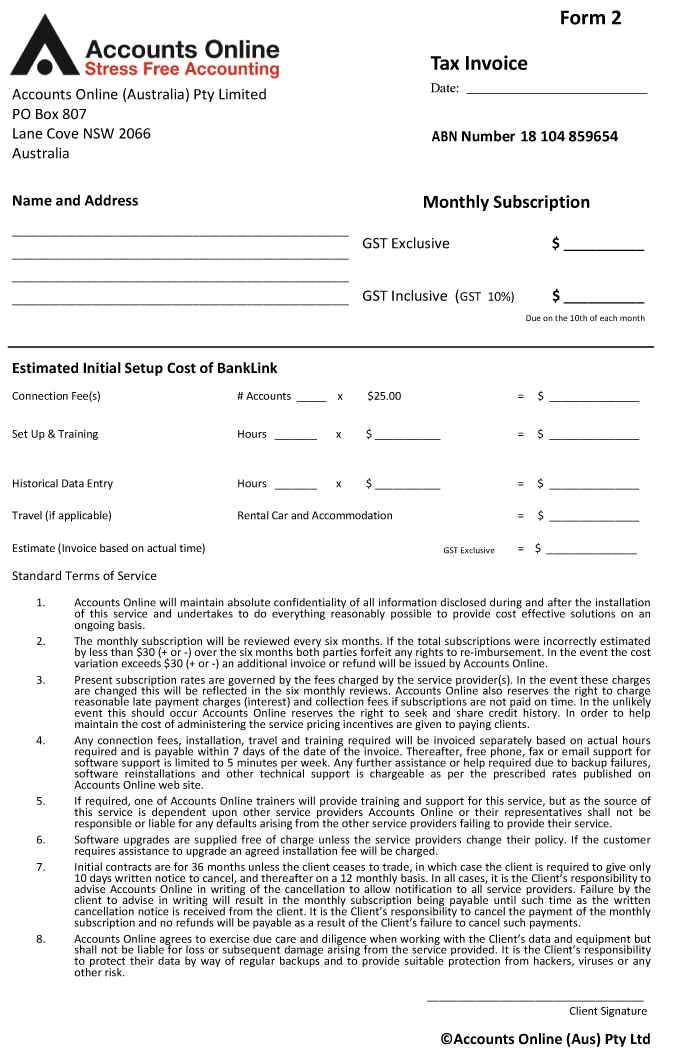 Form 2
Accounts Online
Stress Free Accounting
Tax Invoice
Date: ______________________________
Accounts Online (Australia) Pty Limited
PO Box 807
Lane Cove NSW 2066
Australia
ABN Number 18 104 859654
Name and Address
Monthly Subscription
GST Exclusive $ __________
GST Inclusive (GST 10%) $ __________
Due on the 10th of each month
Estimated Initial Setup Cost of BankLink
Connection Fee(s) # Accounts _____ x $25.00 = $ _______________
Set Up & Training Hours _______ x $ ___________ = $ _______________
Historical Data Entry Hours _______ x $ ___________ = $ _______________
Travel (if applicable) Rental Car and Accommodation = $ _______________
Estimate (Invoice based on actual time) GST Exclusive = $ _______________
Standard Terms of Service
1. Accounts Online will maintain absolute confidentiality of all information disclosed during and after the installation
of this service and undertakes to do everything reasonably possible to provide cost effective solutions on an
ongoing basis.
2. The monthly subscription will be reviewed every six months. If the total subscriptions were incorrectly estimated
by less than $30 (+ or -) over the six months both parties forfeit any rights to re-imbursement. In the event the cost
variation exceeds $30 (+ or -) an additional invoice or refund will be issued by Accounts Online.
3. Present subscription rates are governed by the fees charged by the service provider(s). In the event these charges
are changed this will be reflected in the six monthly reviews. Accounts Online also reserves the right to charge
reasonable late payment charges (interest) and collection fees if subscriptions are not paid on time. In the unlikely
event this should occur Accounts Online reserves the right to seek and share credit history. In order to help
maintain the cost of administering the service pricing incentives are given to paying clients.
4. Any connection fees, installation, travel and training required will be invoiced separately based on actual hours
required and is payable within 7 days of the date of the invoice. Thereafter, free phone, fax or email support for
software support is limited to 5 minutes per week. Any further assistance or help required due to backup failures,
software reinstallations and other technical support is chargeable as per the prescribed rates published on
Accounts Online web site.
5. If required, one of Accounts Online trainers will provide training and support for this service, but as the source of
this service is dependent upon other service providers Accounts Online or their representatives shall not be
responsible or liable for any defaults arising from the other service providers failing to provide their service.
6. Software upgrades are supplied free of charge unless the service providers change their policy. If the customer
requires assistance to upgrade an agreed installation fee will be charged.
7. Initial contracts are for 36 months unless the client ceases to trade, in which case the client is required to give only
10 days written notice to cancel, and thereafter on a 12 monthly basis. In all cases, it is the Client's responsibility to
advise Accounts Online in writing of the cancellation to allow notification to all service providers. Failure by the
client to advise in writing will result in the monthly subscription being payable until such time as the written
cancellation notice is received from the client. It is the Client's responsibility to cancel the payment of the monthly
subscription and no refunds will be payable as a result of the Client's failure to cancel such payments.
8. Accounts Online agrees to exercise due care and diligence when working with the Client's data and equipment but
shall not be liable for loss or subsequent damage arising from the service provided. It is the Client's responsibility
to protect their data by way of regular backups and to provide suitable protection from hackers, viruses or any
other risk.
Client Signature
©Accounts Online (Aus) Pty Ltd